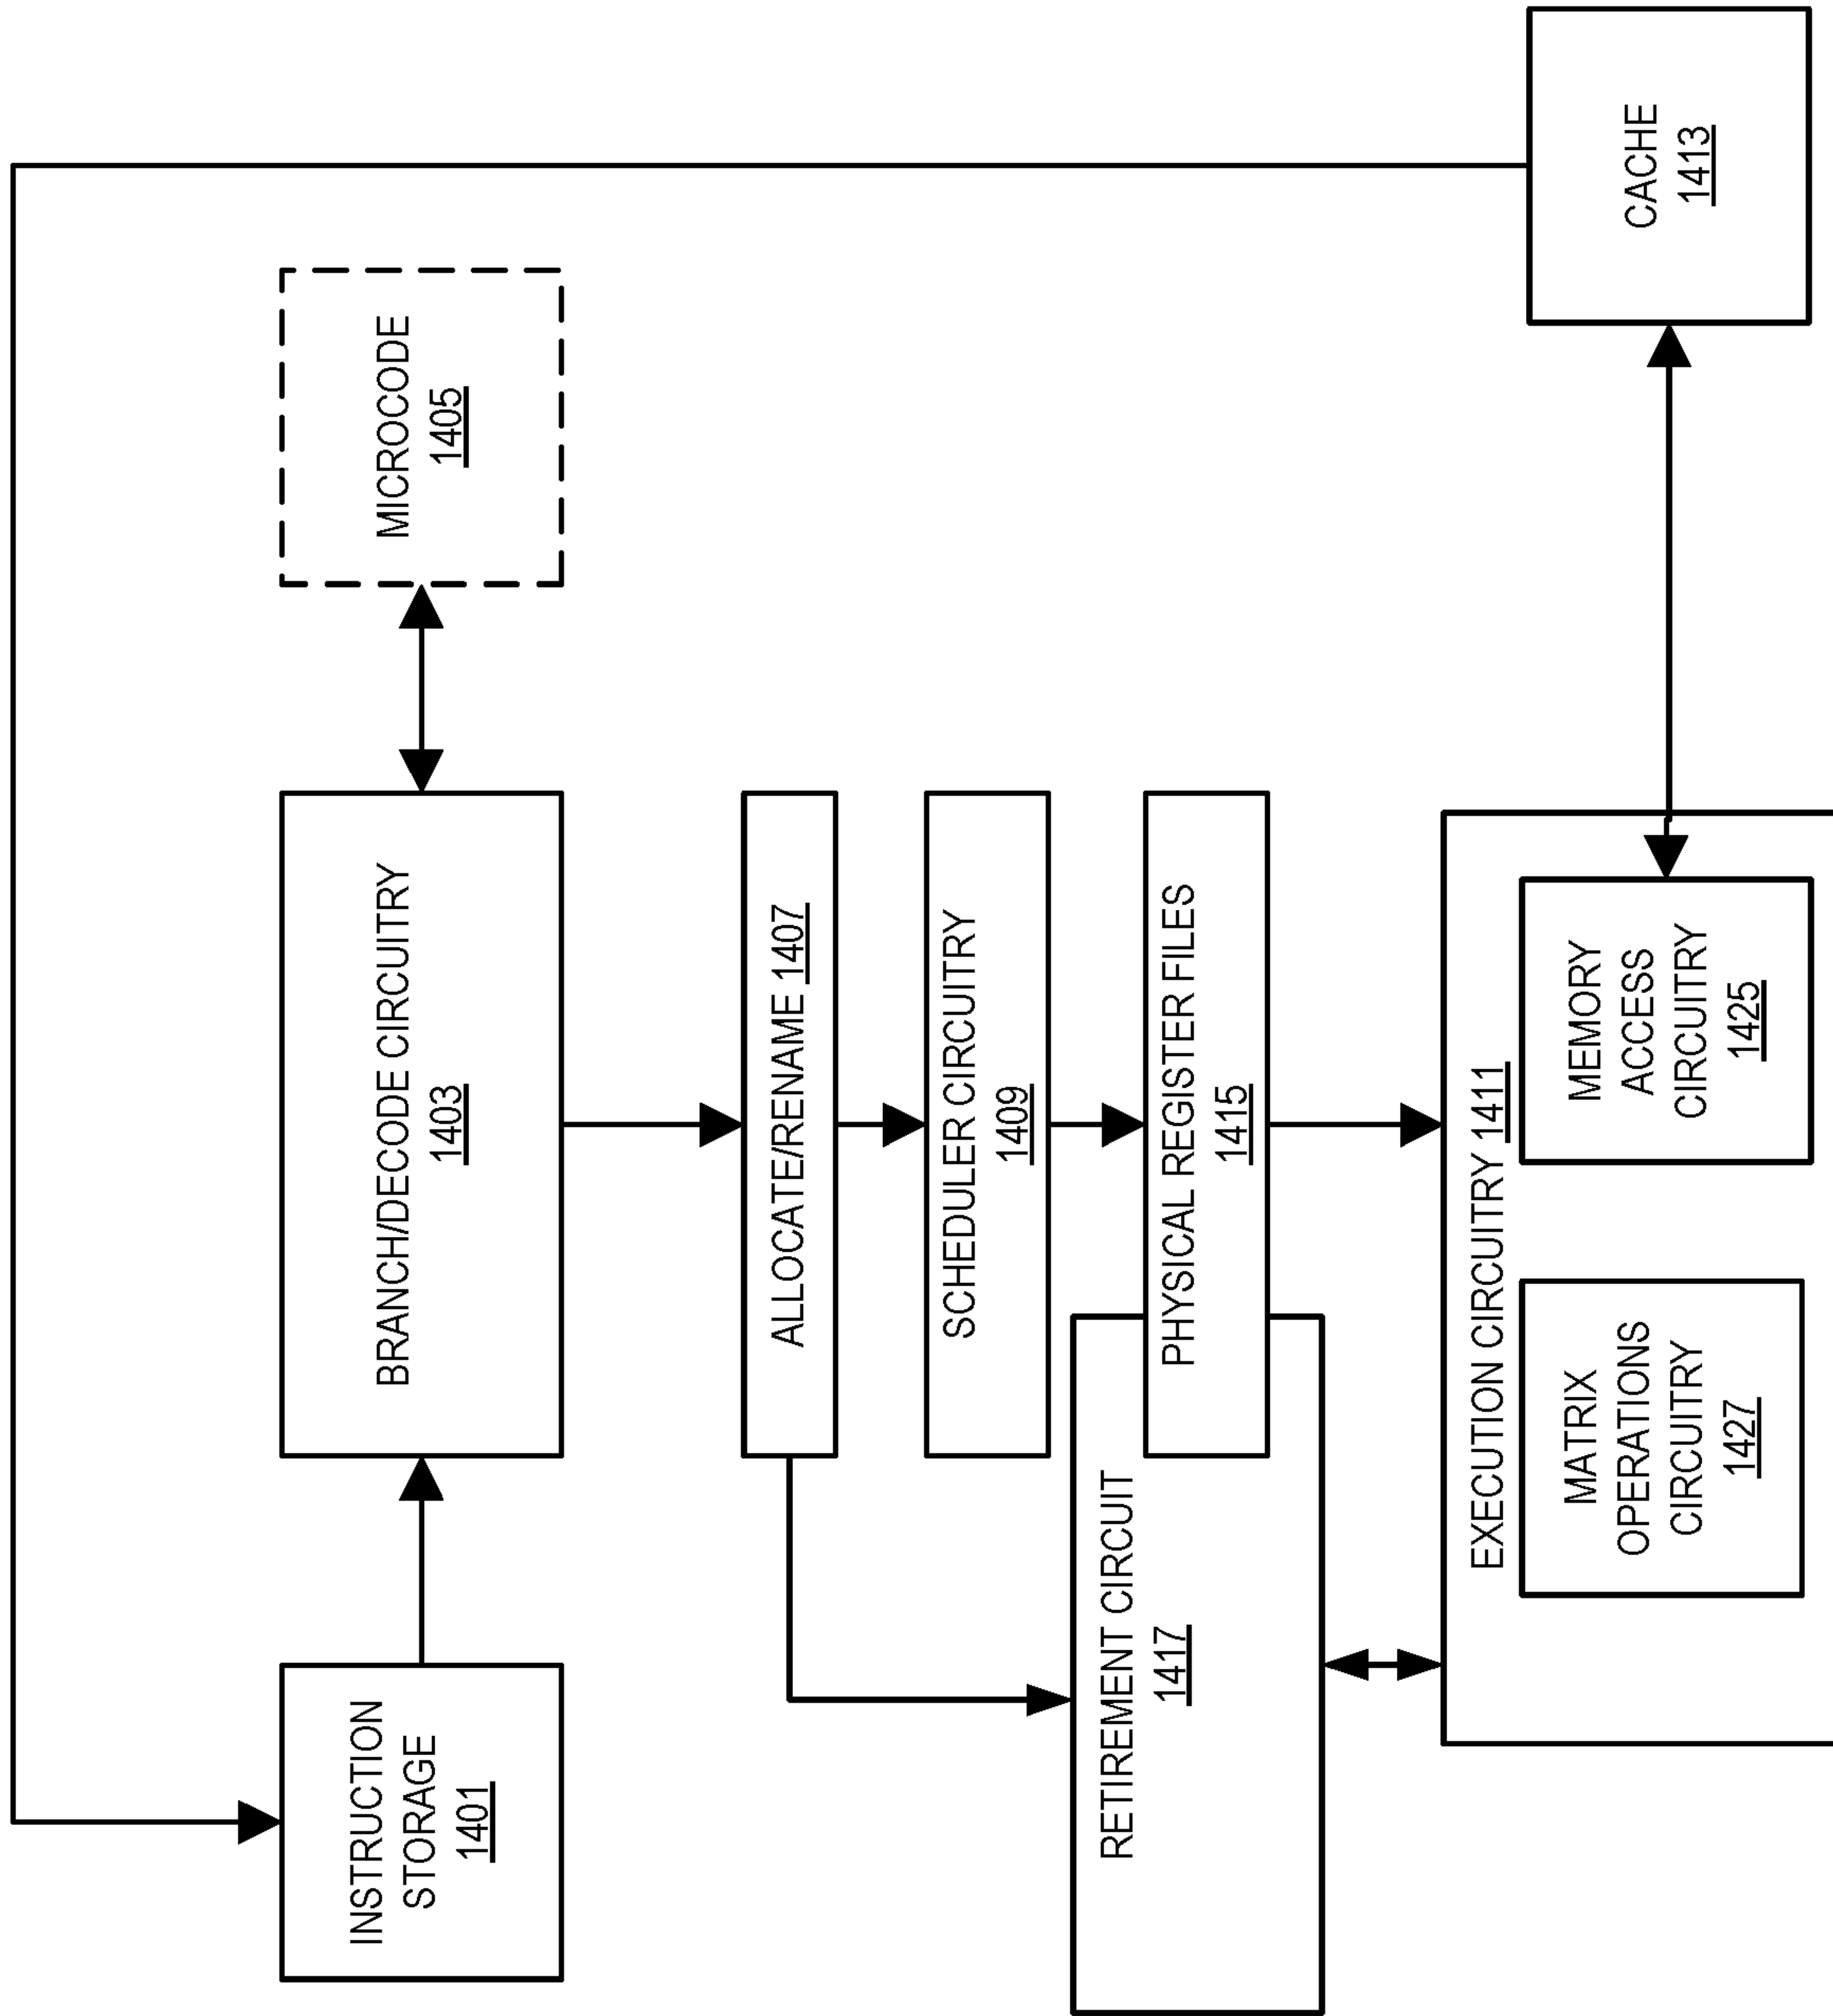 INSTRUCTION
STORAGE
1401
BRANCH/DECODE CIRCUITRY
1403
MICROCODE
1405
ALLOCATE/RENAME 1407
SCHEDULER CIRCUITRY
1409
PHYSICAL REGISTER FILES
1415
RETIREMENT CIRCUIT
1417
EXECUTION CIRCUITRY 1411
MATRIX
OPERATIONS
CIRCUITRY
1427
MEMORY
ACCESS
CIRCUITRY
1425
CACHE
1413